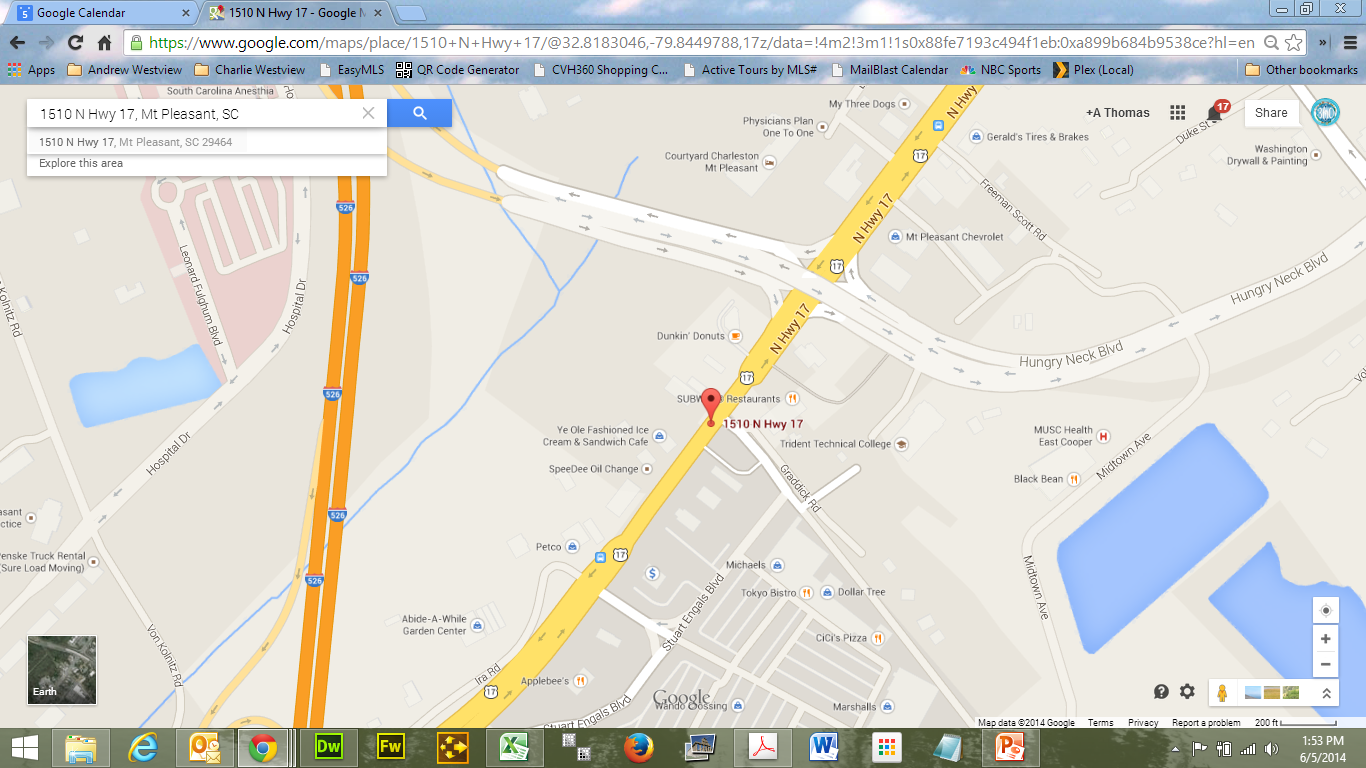 5 Google Calendar
1510 N Hwy 17 - Google M
https://www.google.com/maps/place/1510+N+Hwy+17/@32.8183046,-79.8449788,17z/data=!4m2!3m1!1s0x88fe7193c494f1eb:0xa899b684b9538ce?hl=en
Apps
Andrew Westview
Charlie Westview
EasyMLS
QR Code Generator
CVH360 Shopping C...
Active Tours by MLS#
MailBlast Calendar
NBC Sports
Plex (Local)
Other bookmarks
South Carolina Anesthia
1510 N Hwy 17, Mt Pleasant, SC
1510 N Hwy 17, Mt Pleasant, SC 29464
Explore this area
+A Thomas
17
Share
My Three Dogs
Physicians Plan
One To One
Courtyard Charleston
Mt Pleasant
N Hwy
17
Gerald's Tires & Brakes
Duke St
Washington
Drywall & Painting
Freeman Scott Rd
N Hwy 17
Mt Pleasant Chevrolet
17
526
526
Leonard Fulghum Blvd
Hospital Dr
Kolnitz Rd
Hungry Neck Blvd
Hungry Neck Blvd
Dunkin' Donuts
N Hwy 17
17
526
SUBW
Restaurants
1510 N Hwy 17
Ye Ole Fashioned Ice
Cream & Sandwich Cafe
SpeeDee Oil Change
Trident Technical College
Graddick Rd
MUSC Health
East Cooper
Black Bean
Midtown Ave
Hospital Dr
526
asant
ctice
Penske Truck Rental
(Sure Load Moving)
526
Petco
17
$
Michaels
Tokyo Bistro
Dollar Tree
Midtown Ave
Stuart Engals Blvd
CiCi's Pizza
Abide-A-While
Garden Center
Von Kolnitz Rd
Ira Rd
17
Applebee's
Stuart Engals Blvd
Google
Wando Crossing
Marshalls
Earth
Map data ©2014 Google
Terms
Privacy
Report a problem
200 ft
Dw
Fw
1:53 PM
6/5/2014